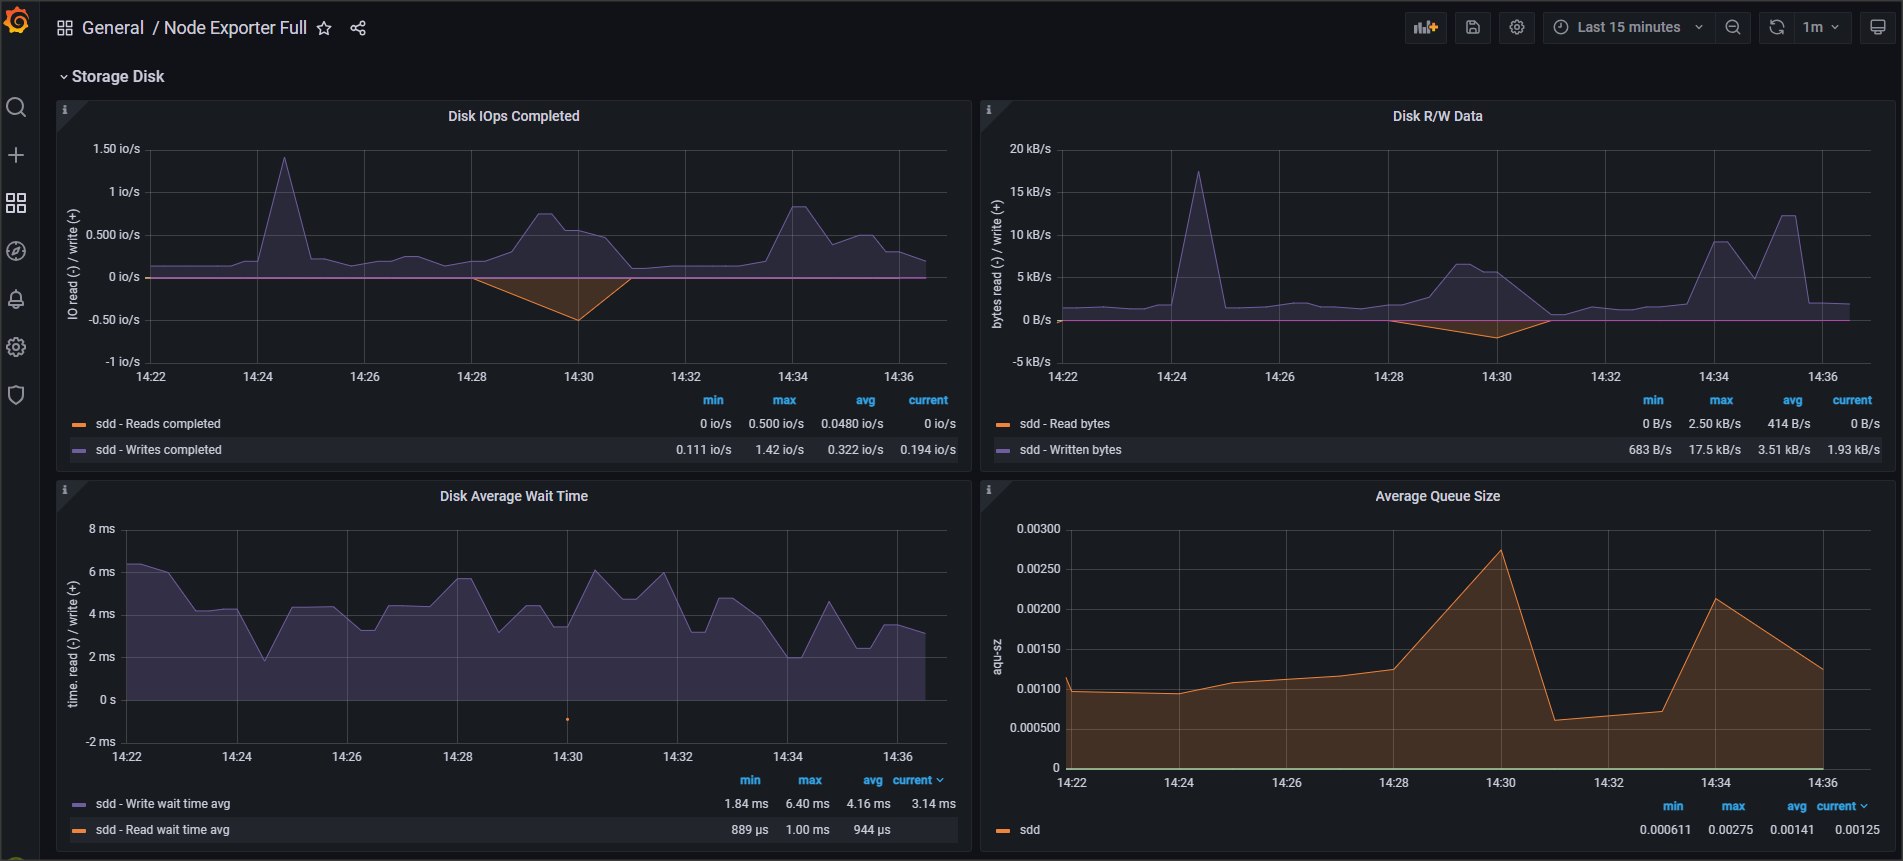 General / Node Exporter Full
Last 15 minutes
1m
Storage Disk
Disk IOps Completed
IO read (-) / write (+)
1.50 io/s
1 io/s
0.500 io/s
0 io/s
-0.50 io/s
-1 io/s
14:22 14:24 14:26 14:28 14:30 14:32 14:34 14:36
min max avg current
sdd - Reads completed 0 io/s 0.500 io/s 0.0480 io/s 0 io/s
sdd - Writes completed 0.111 io/s 1.42 io/s 0.322 io/s 0.194 io/s
Disk R/W Data
bytes read (-) / write (+)
20 kB/s
15 kB/s
10 kB/s
5 kB/s
0 B/s
-5 kB/s
14:22 14:24 14:26 14:28 14:30 14:32 14:34 14:36
min max avg current
sdd - Read bytes 0 B/s 2.50 kB/s 414 B/s 0 B/s
sdd - Written bytes 683 B/s 17.5 kB/s 3.51 kB/s 1.93 kB/s
Disk Average Wait Time
time. read (-) / write (+)
8 ms
6 ms
4 ms
2 ms
0 s
-2 ms
14:22 14:24 14:26 14:28 14:30 14:32 14:34 14:36
min max avg current
sdd - Write wait time avg 1.84 ms 6.40 ms 4.16 ms 3.14 ms
sdd - Read wait time avg 889 µs 1.00 ms 944 µs
Average Queue Size
aqu-sz
0.00300
0.00250
0.00200
0.00150
0.00100
0.000500
0
14:22 14:24 14:26 14:28 14:30 14:32 14:34 14:36
min max avg current
sdd 0.000611 0.00275 0.00141 0.00125